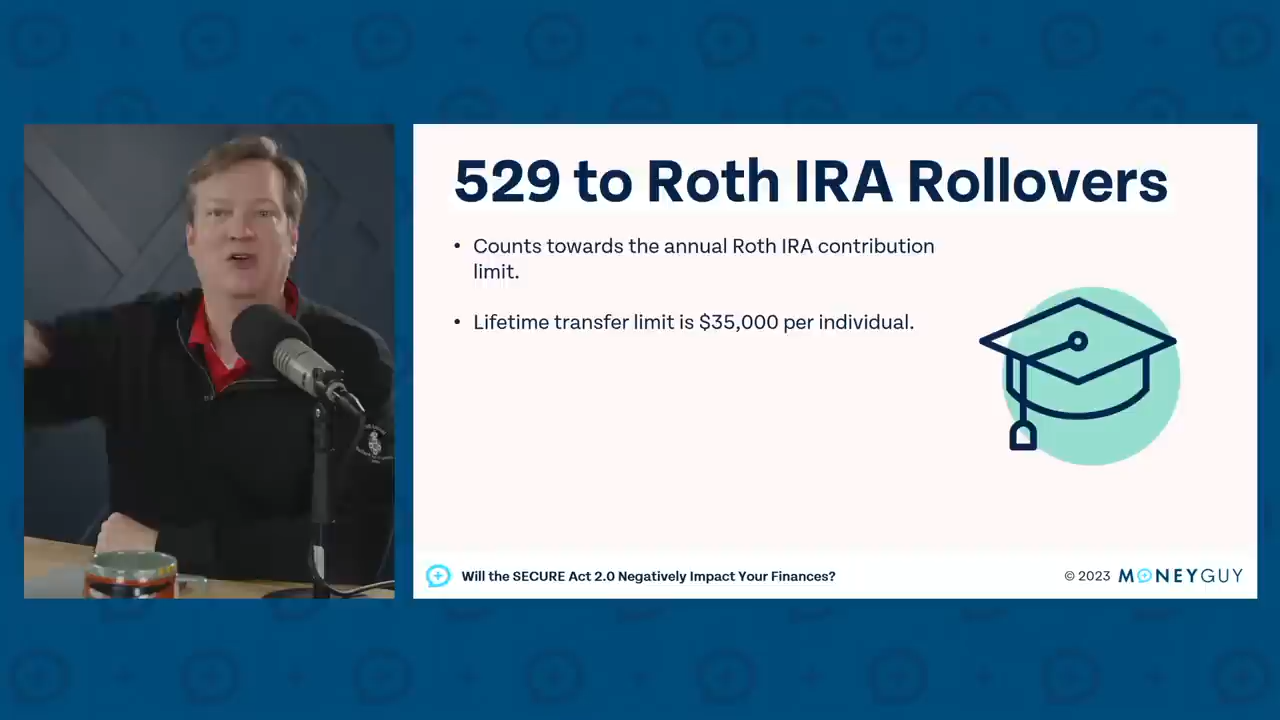 529 to Roth IRA Rollovers
• Counts towards the annual Roth IRA contribution
limit.
• Lifetime transfer limit is $35,000 per individual.
Will the SECURE Act 2.0 Negatively Impact Your Finances?
© 2023 MONEYGUY